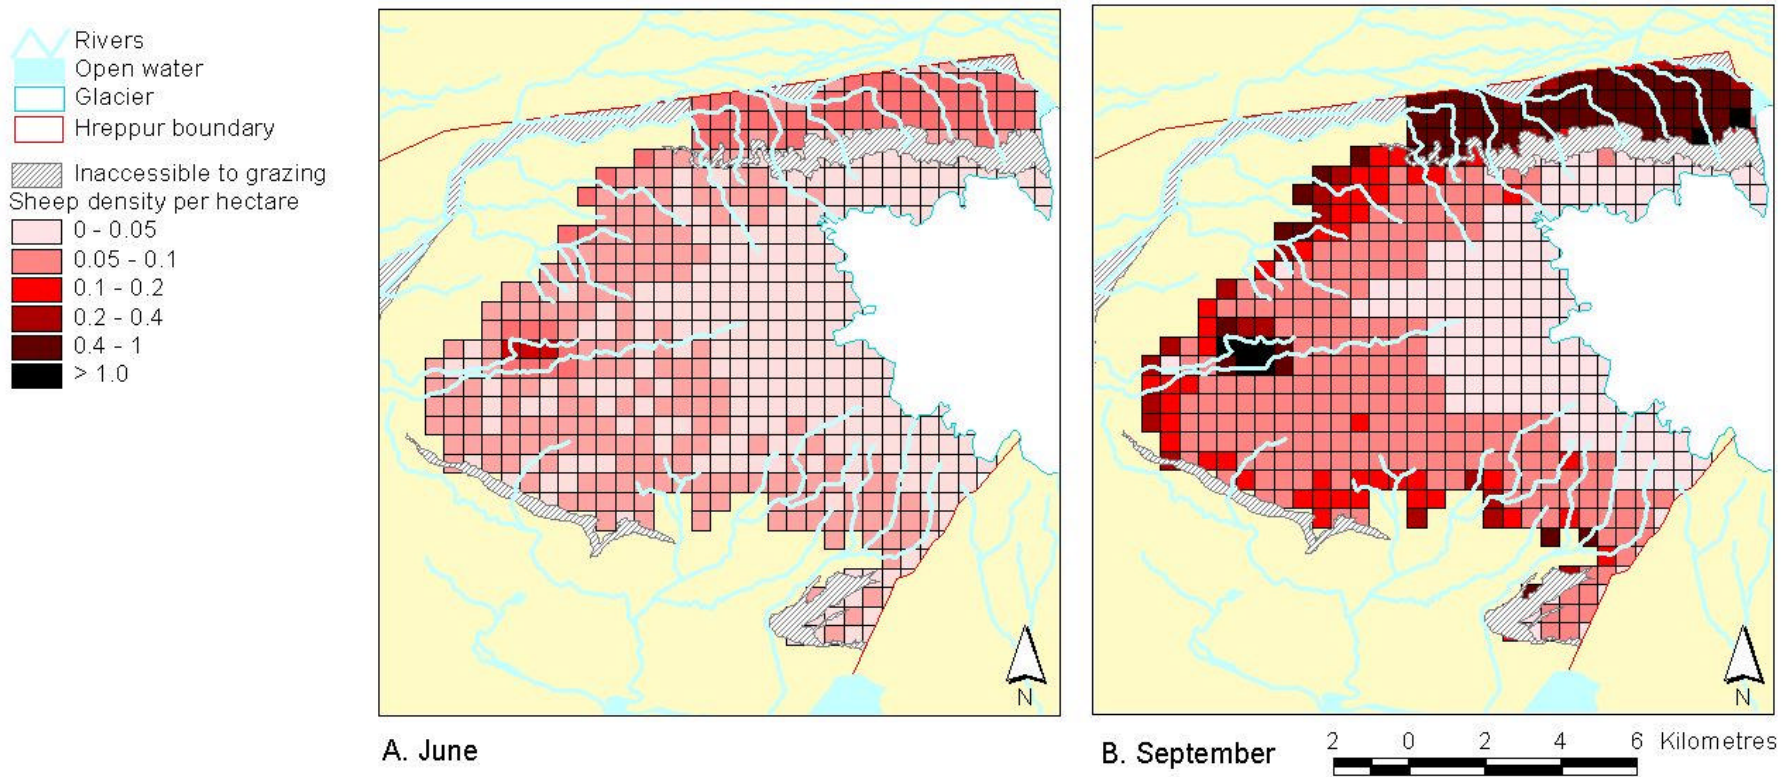 Rivers
Open water
Glacier
Hreppur boundary
Inaccessible to grazing
Sheep density per hectare
0 - 0.05
0.05 - 0.1
0.1 - 0.2
0.2 - 0.4
0.4 - 1
> 1.0
N
A. June
N
B. September
2 0 2 4 6 Kilometres